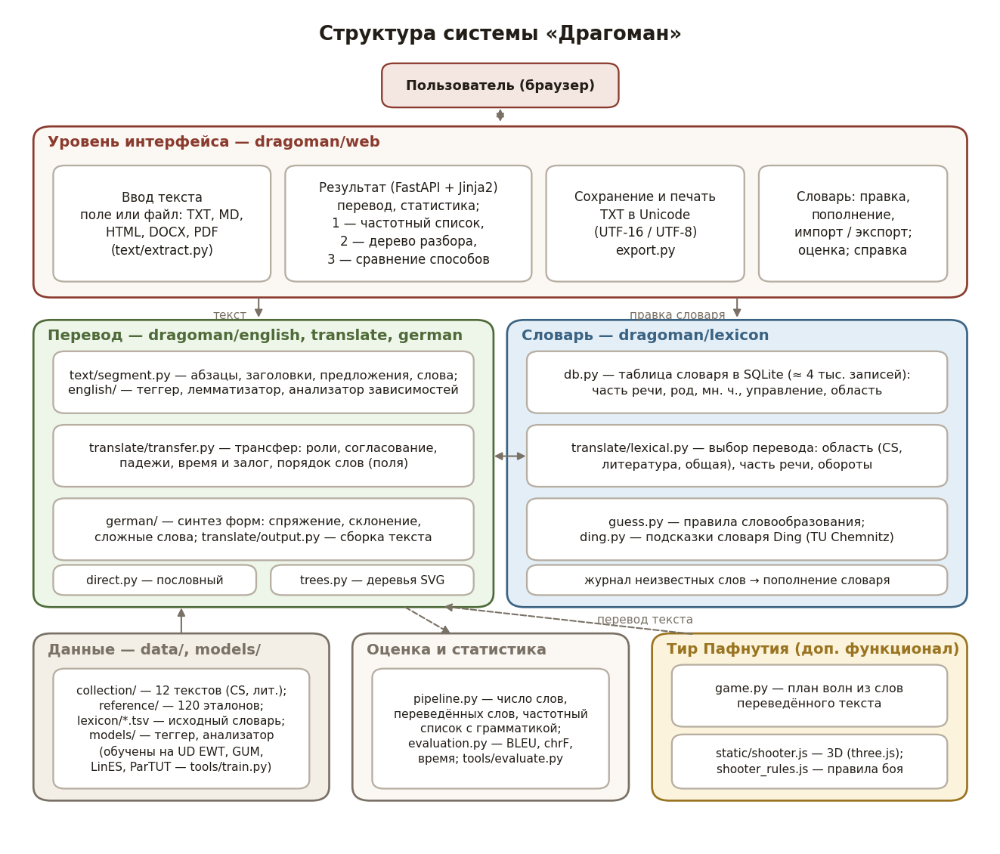 Структура системы «Драгоман»
Пользователь (браузер)
Уровень интерфейса — dragoman/web
Ввод текста
поле или файл: TXT, MD,
HTML, DOCX, PDF
(text/extract.py)
Результат (FastAPI + Jinja2)
перевод, статистика;
1 — частотный список,
2 — дерево разбора,
3 — сравнение способов
Сохранение и печать
TXT в Unicode
(UTF-16 / UTF-8)
export.py
Словарь: правка,
пополнение,
импорт / экспорт;
оценка; справка
текст
правка словаря
Перевод — dragoman/english, translate, german
text/segment.py — абзацы, заголовки, предложения, слова;
english/ — теггер, лемматизатор, анализатор зависимостей
translate/transfer.py — трансфер: роли, согласование,
падежи, время и залог, порядок слов (поля)
german/ — синтез форм: спряжение, склонение,
сложные слова; translate/output.py — сборка текста
direct.py — пословный
trees.py — деревья SVG
Словарь — dragoman/lexicon
db.py — таблица словаря в SQLite (≈ 4 тыс. записей):
часть речи, род, мн. ч., управление, область
translate/lexical.py — выбор перевода: область (CS,
литература, общая), часть речи, обороты
guess.py — правила словообразования;
ding.py — подсказки словаря Ding (TU Chemnitz)
журнал неизвестных слов → пополнение словаря
перевод текста
Данные — data/, models/
collection/ — 12 текстов (CS, лит.);
reference/ — 120 эталонов;
lexicon/*.tsv — исходный словарь;
models/ — теггер, анализатор
(обучены на UD EWT, GUM,
LinES, ParTUT — tools/train.py)
Оценка и статистика
pipeline.py — число слов,
переведённых слов, частотный
список с грамматикой;
evaluation.py — BLEU, chrF,
время; tools/evaluate.py
Тир Пафнутия (доп. функционал)
game.py — план волн из слов
переведённого текста
static/shooter.js — 3D (three.js);
shooter_rules.js — правила боя